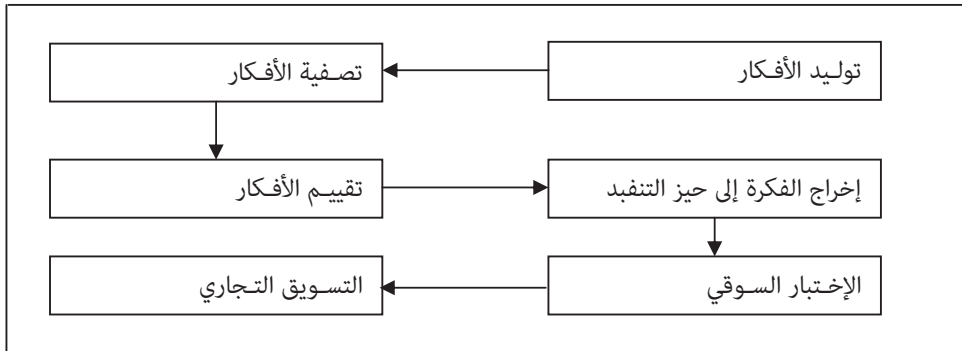 توليد الأفكار
تصفية الأفكار
تقييم الأفكار
إخراج الفكرة إلى حيز التنفبد
الإختبار السوقي
التسويق التجاري